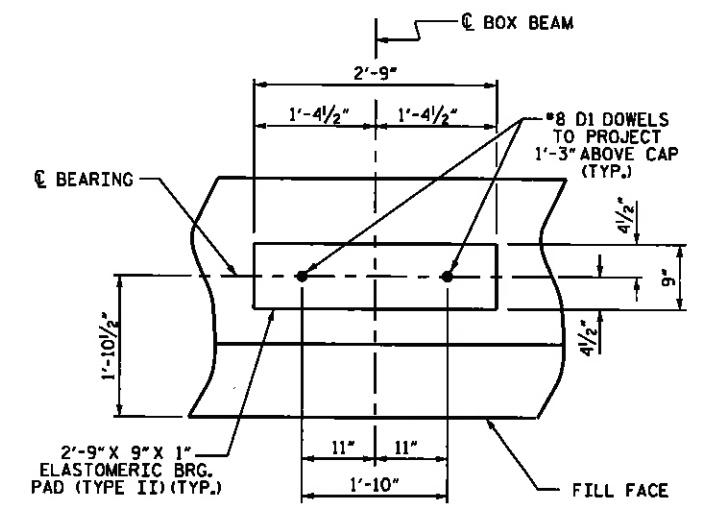 ℄ BOX BEAM
2'-9"
1'-4½" 1'-4½"
#8 D1 DOWELS
TO PROJECT
1'-3" ABOVE CAP
(TYP.)
℄ BEARING
4½"
9"
4½"
1'-10½"
2'-9" X 9" X 1"
ELASTOMERIC BRG.
PAD (TYPE II) (TYP.)
11" 11"
1'-10"
FILL FACE